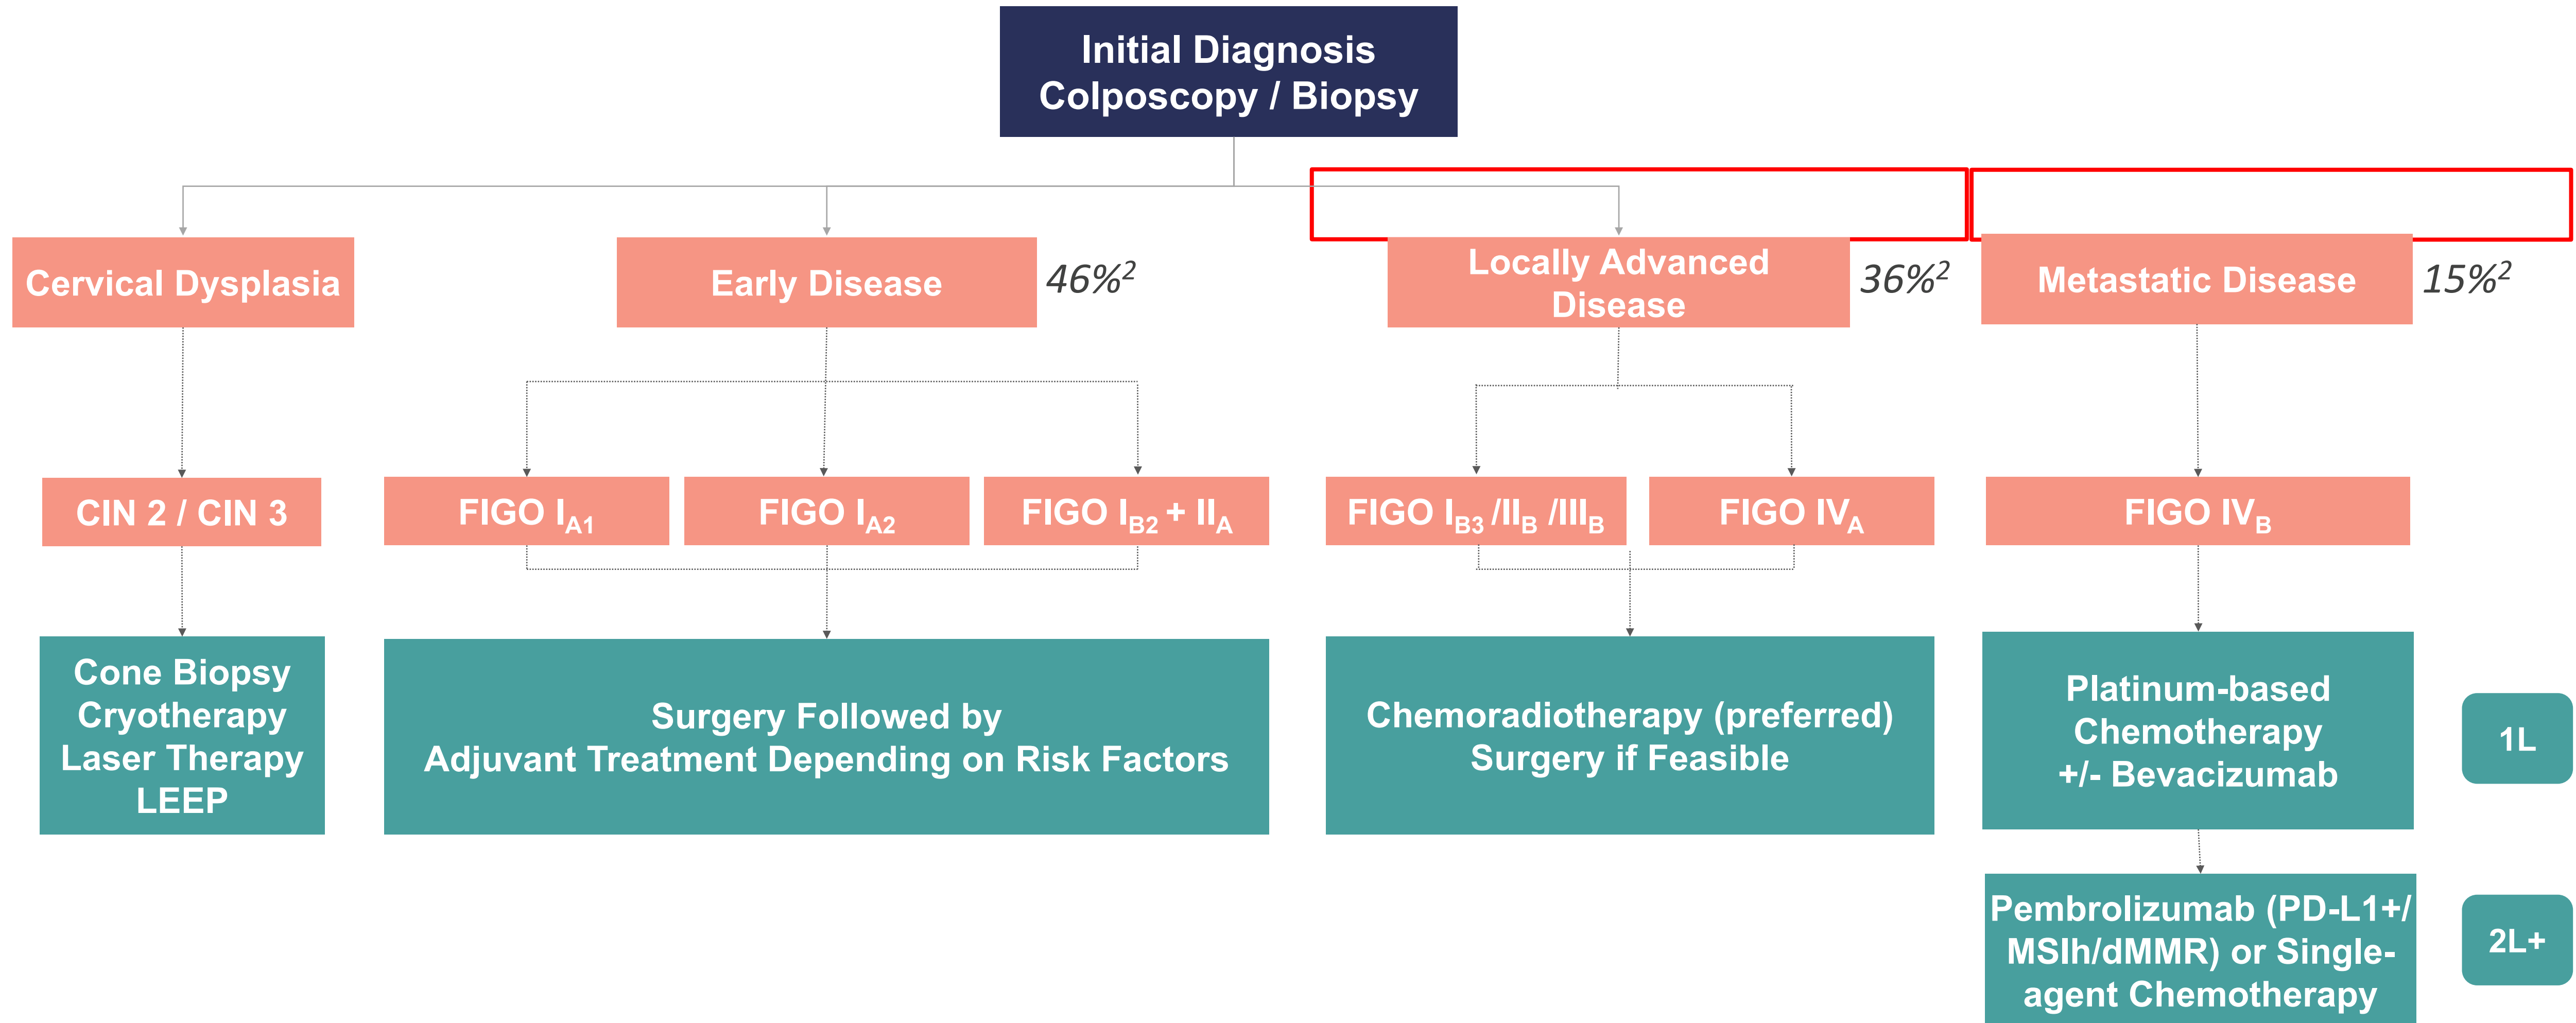 Initial Diagnosis
Colposcopy / Biopsy
Cervical Dysplasia
Early Disease
46%2
Locally Advanced
Disease
36%2
Metastatic Disease
15%2
CIN 2 / CIN 3
FIGO IA1
FIGO IA2
FIGO IB2 + IIA
FIGO IB3 /IIB /IIIB
FIGO IVA
FIGO IVB
Cone Biopsy
Cryotherapy
Laser Therapy
LEEP
Surgery Followed by
Adjuvant Treatment Depending on Risk Factors
Chemoradiotherapy (preferred)
Surgery if Feasible
Platinum-based
Chemotherapy
+/- Bevacizumab
1L
Pembrolizumab (PD-L1+/
MSIh/dMMR) or Single-
agent Chemotherapy
2L+